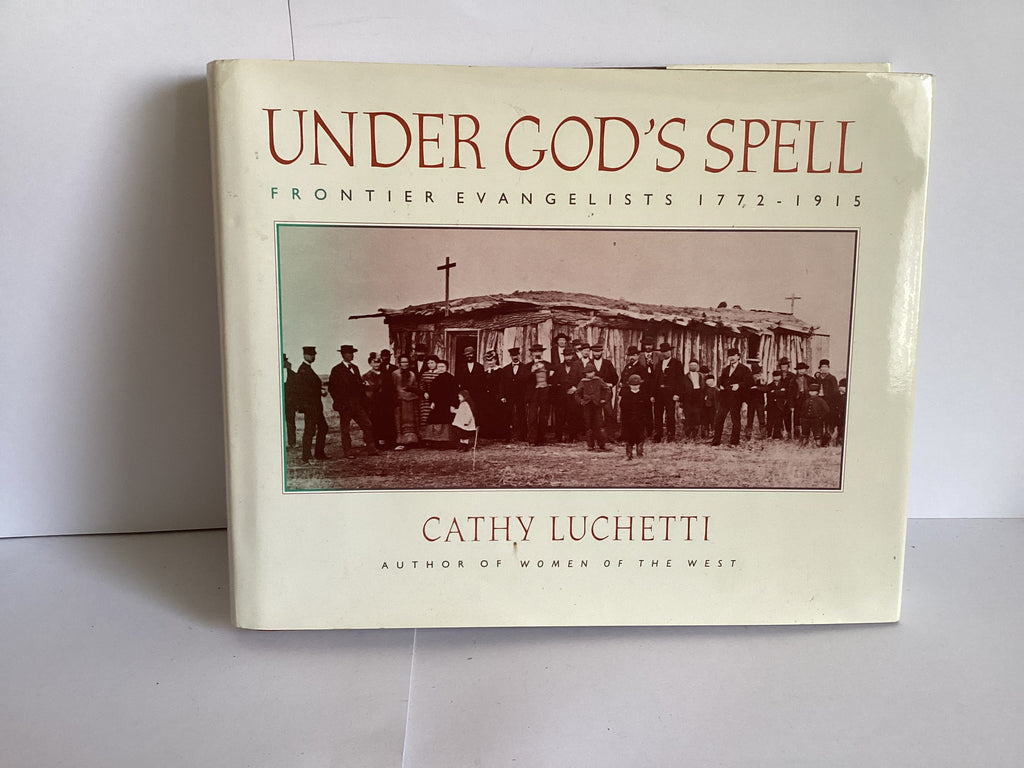 UNDER GOD'S SPELL
FRONTIER EVANGELISTS 1772-1915
CATHY LUCHETTI
AUTHOR OF WOMEN OF THE WEST